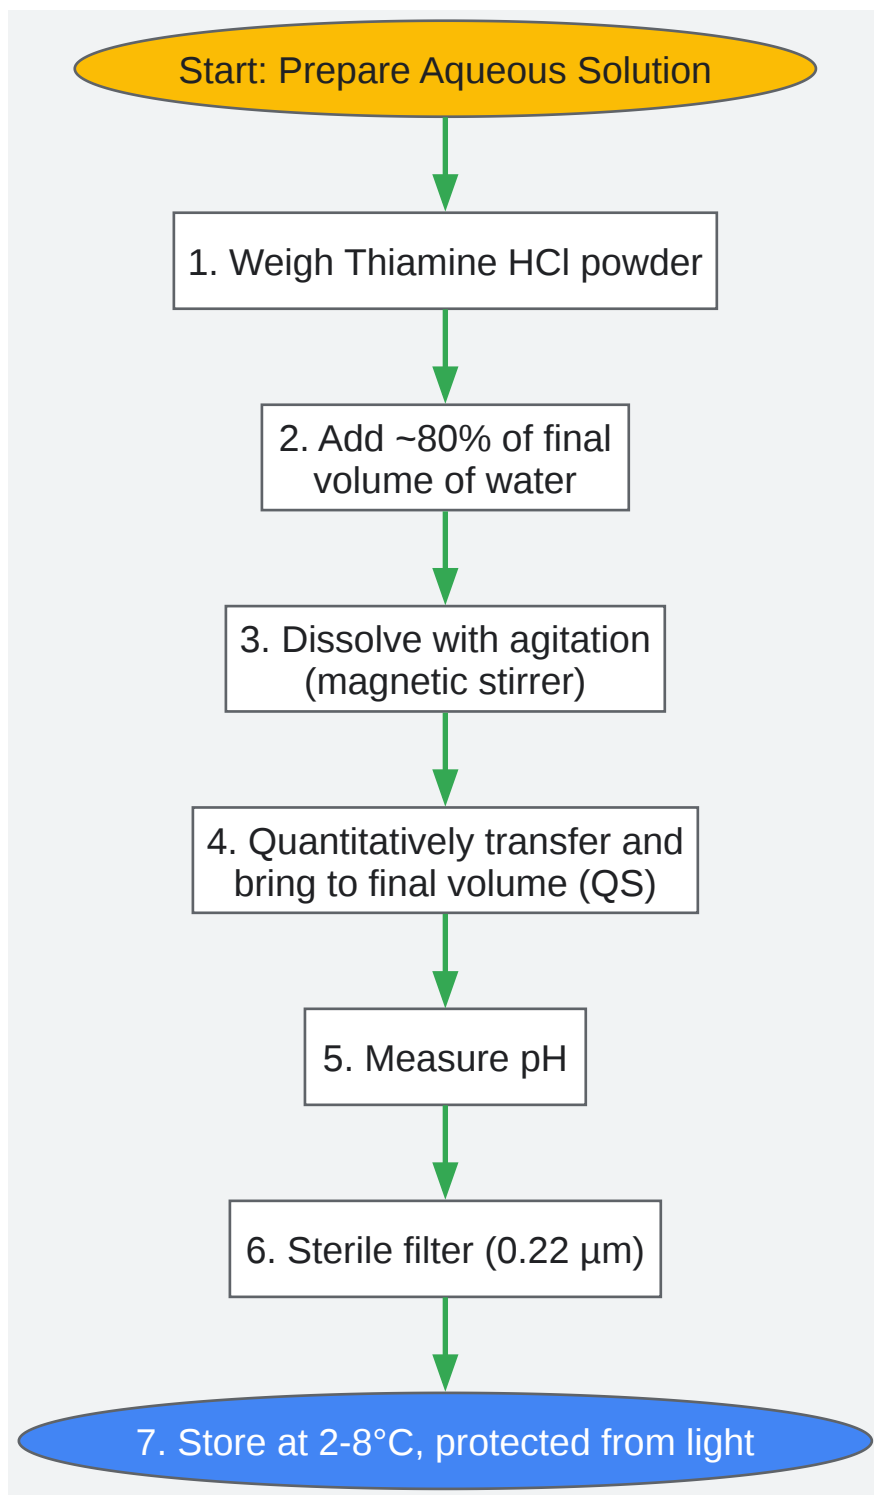 Start: Prepare Aqueous Solution
1. Weigh Thiamine HCl powder
2. Add ~80% of final
volume of water
3. Dissolve with agitation
(magnetic stirrer)
4. Quantitatively transfer and
bring to final volume (QS)
5. Measure pH
6. Sterile filter (0.22 µm)
7. Store at 2-8°C, protected from light